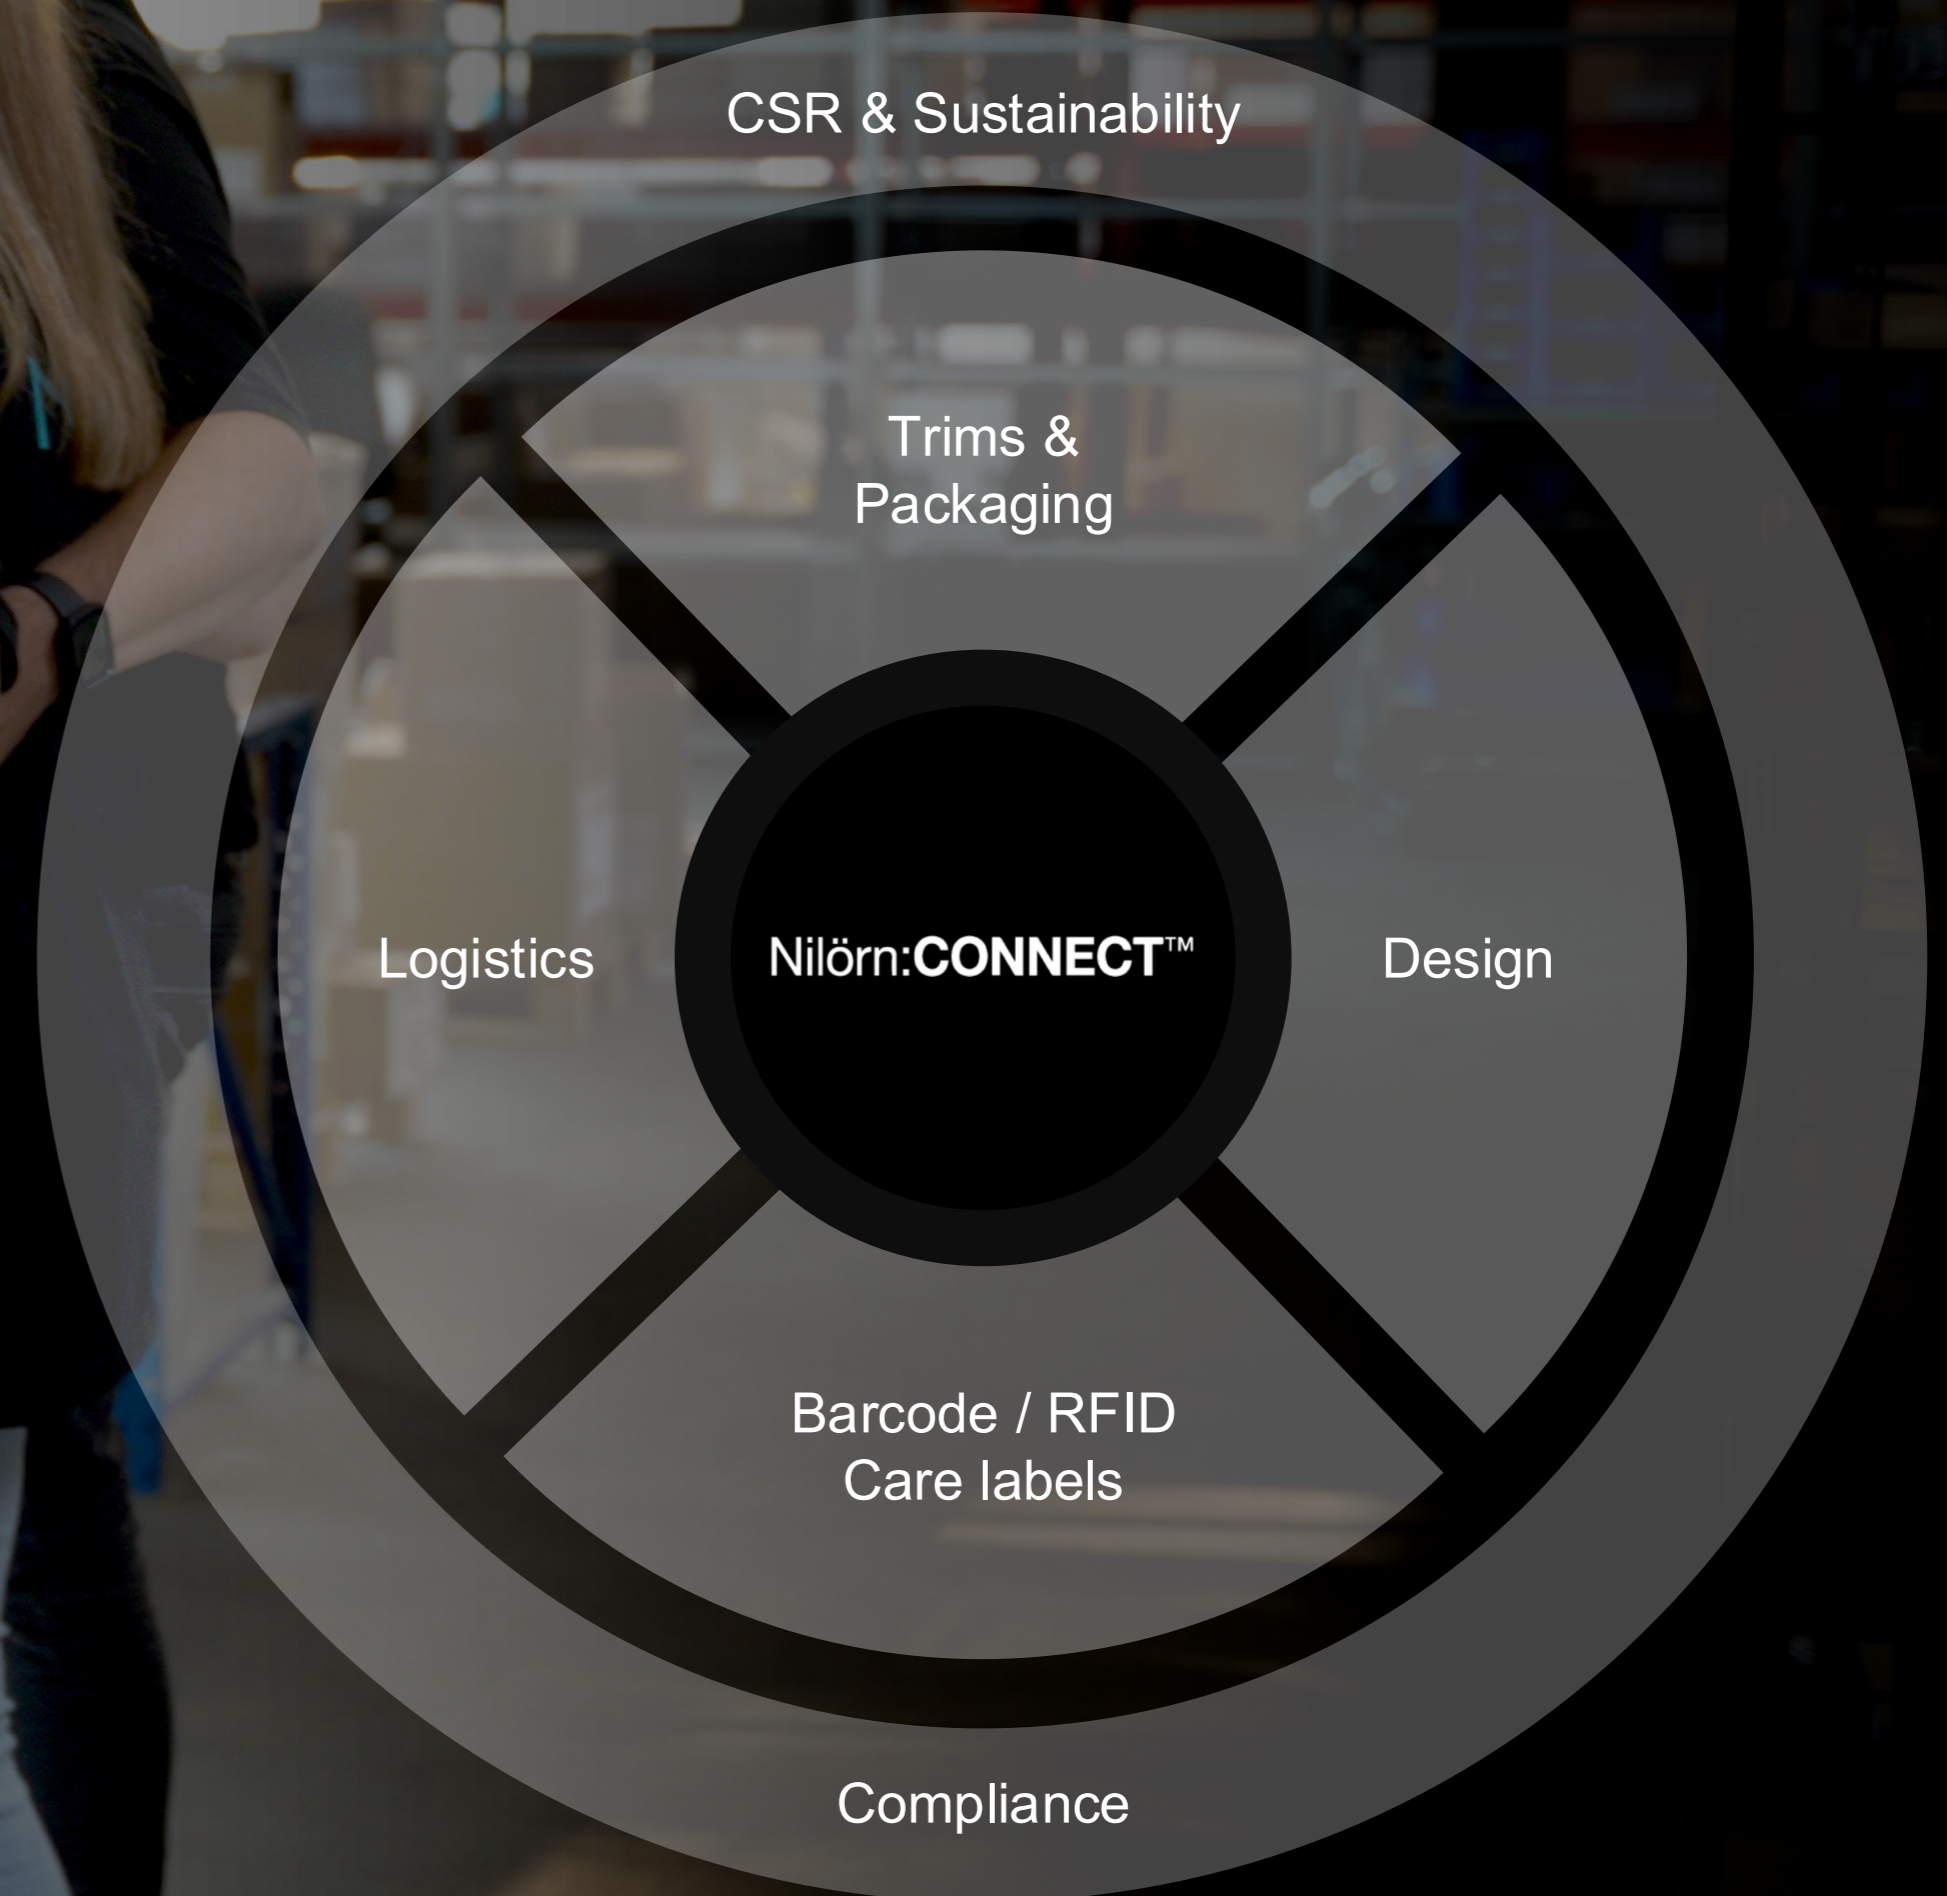 CSR & Sustainability
Trims &
Packaging
Logistics
Nilörn:CONNECT™
Design
Barcode / RFID
Care labels
Compliance